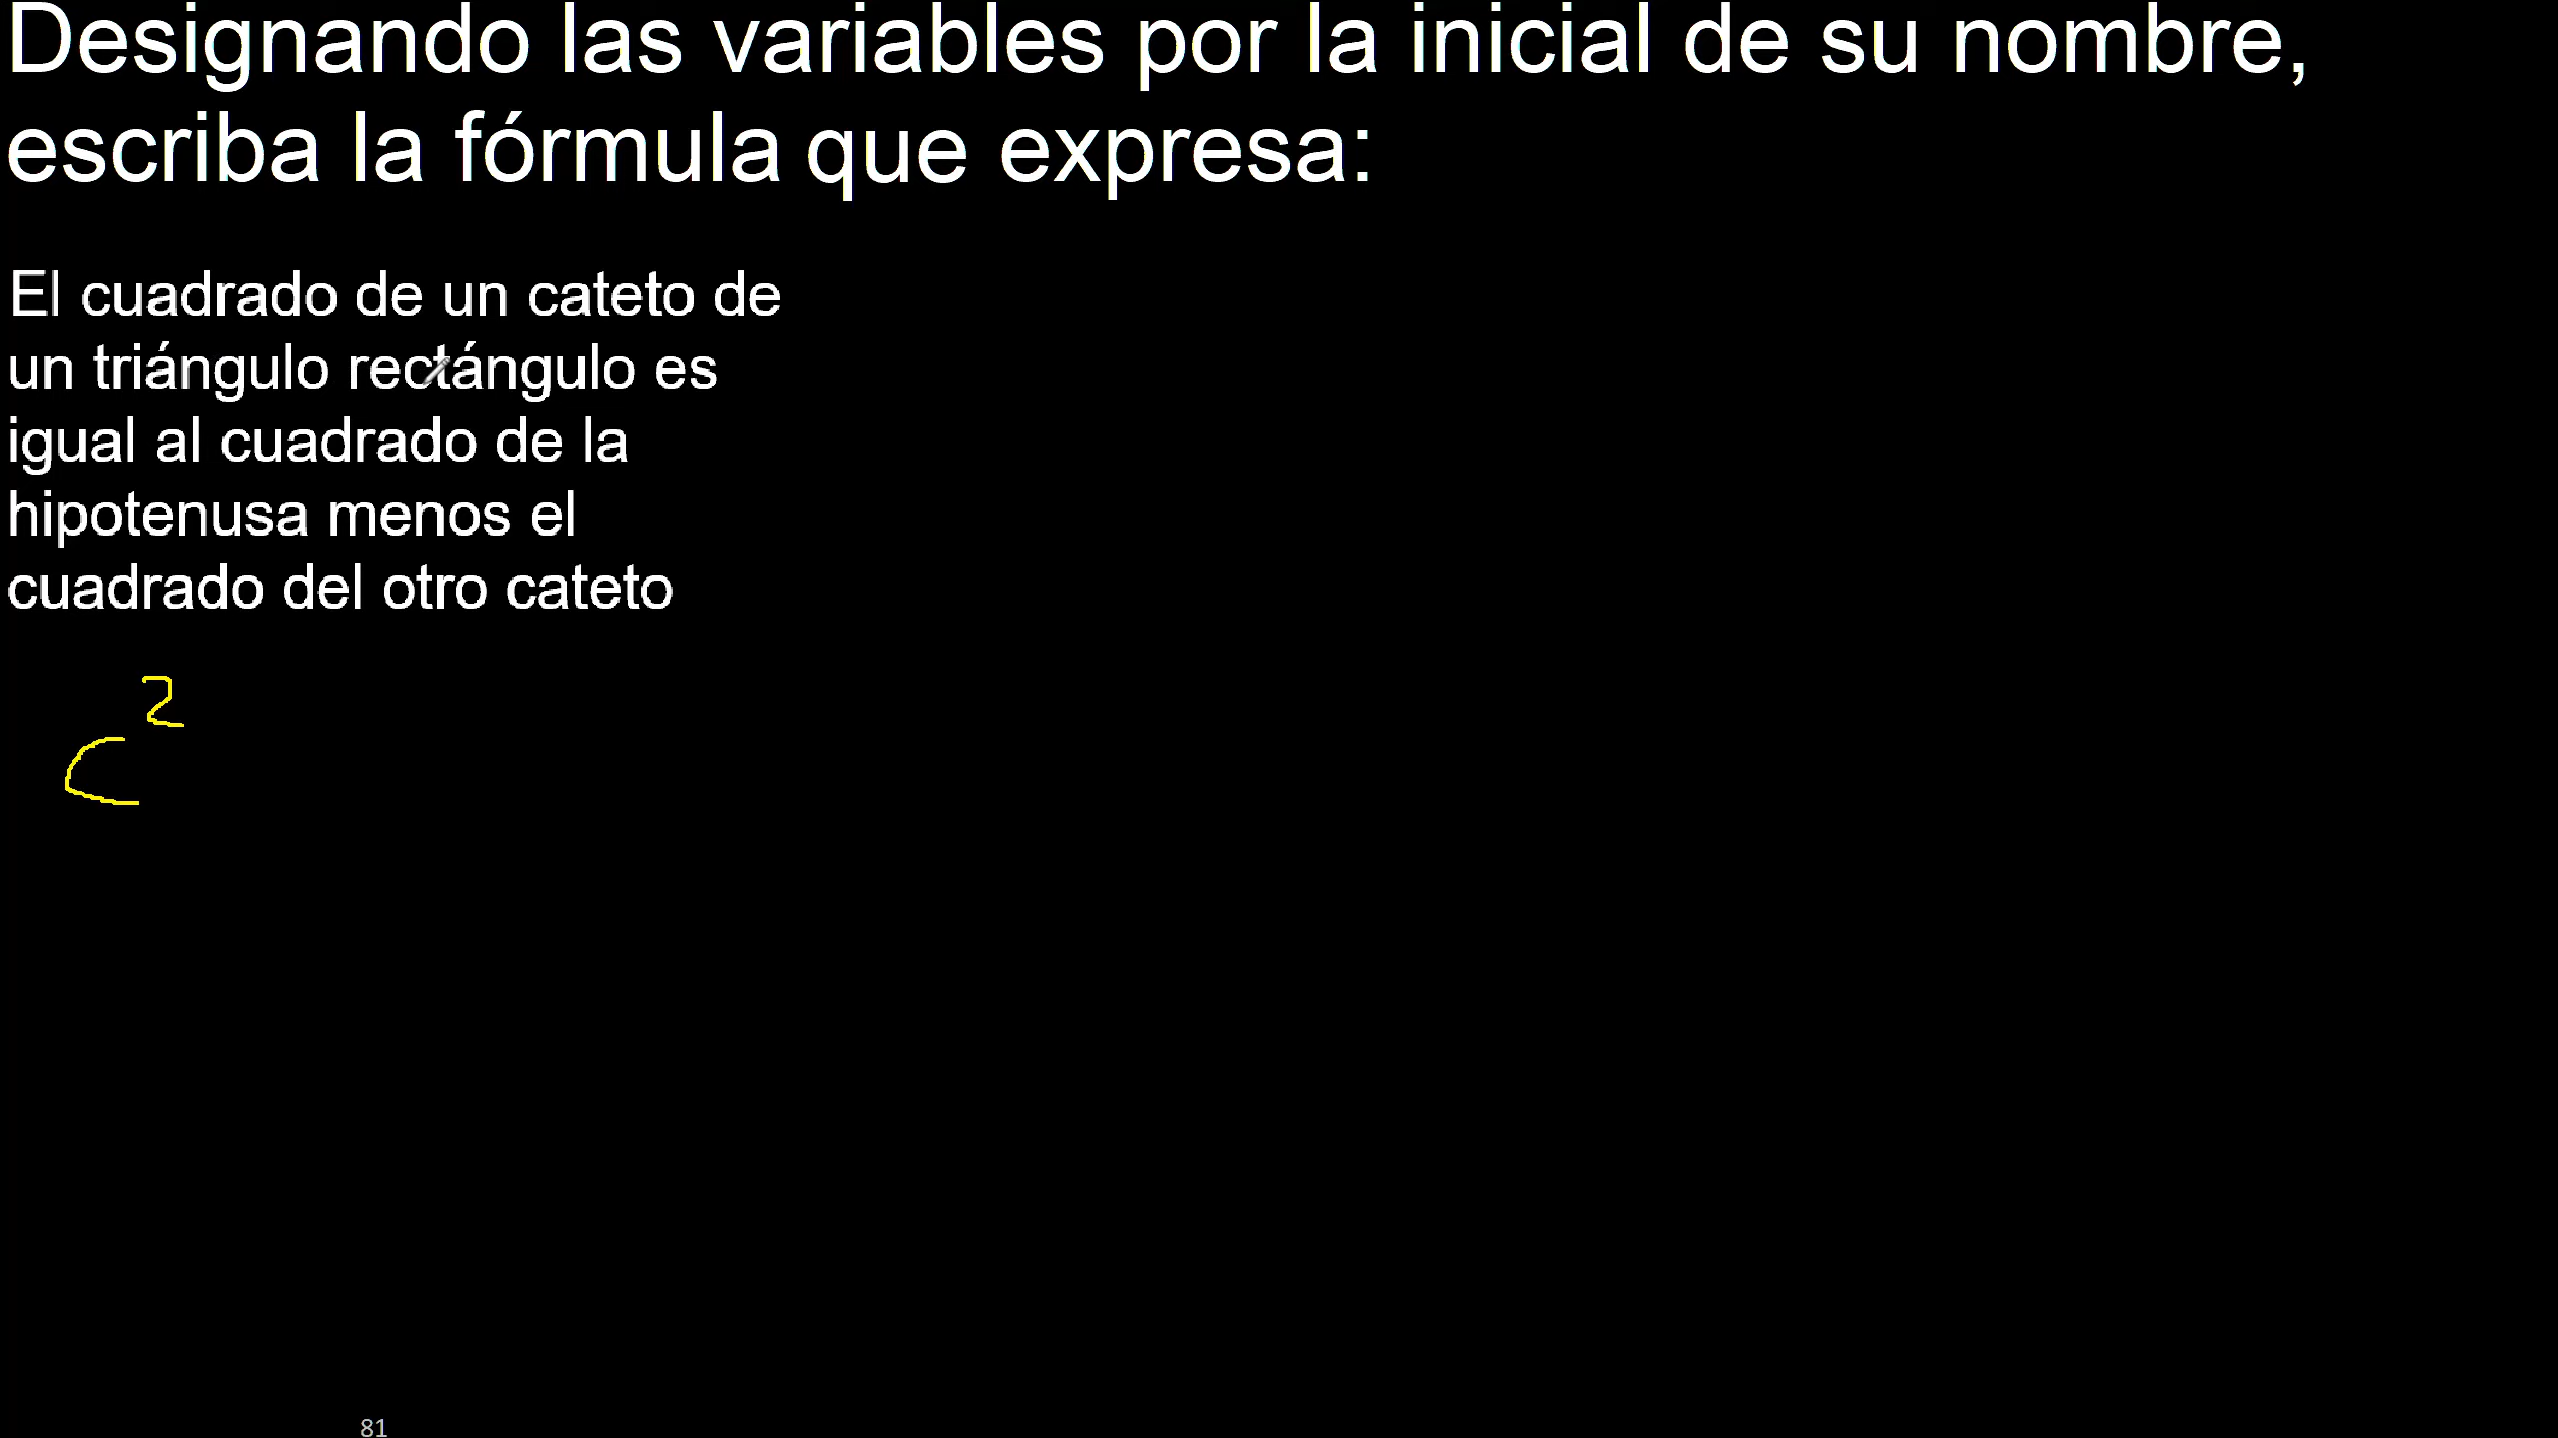 Designando las variables por la inicial de su nombre,
escriba la fórmula que expresa:
El cuadrado de un cateto de
un triángulo rectángulo es
igual al cuadrado de la
hipotenusa menos el
cuadrado del otro cateto
c²
81